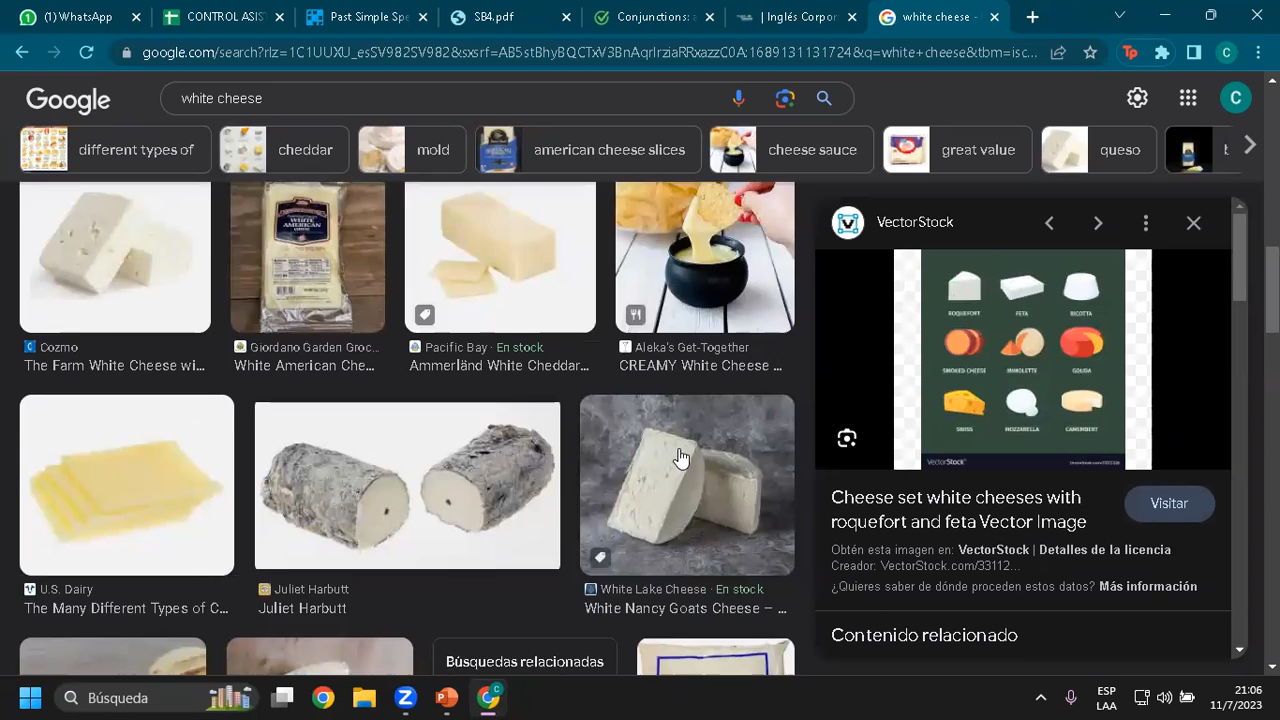 (1) WhatsApp
CONTROL ASIS
Past Simple Spe
SB4.pdf
Conjunctions: a
| Inglés Corpor
white cheese -
google.com/search?rlz=1C1UUXU_esSV982SV982&sxsrf=AB5stBhyBQCTxV3BnAgrIrziaRRxazzC0A:1689131131724&q=white+cheese&tbm=isc...
Google
white cheese
C
different types o
cheddar
mold
american cheese slices
cheese sauce
great value
queso
Cozmo
The Farm White Cheese wi...
Giordano Garden Groc...
White American Che...
Pacific Bay · En stock
Ammerländ White Cheddar...
Aleka's Get-Together
CREAMY White Cheese ...
VectorStock
ROQUEFORT
FETA
RICOTTA
SMOKED CHEESE
MIMOLETTE
GOUDA
SWISS
MOZZARELLA
CAMEMBERT
VectorStock
Cheese set white cheeses with
roquefort and feta Vector Image
Visitar
Obtén esta imagen en: VectorStock | Detalles de la licencia
Creador: VectorStock.com/33112...
¿Quieres saber de dónde proceden estos datos? Más información
Contenido relacionado
U.S. Dairy
The Many Different Types of C...
Juliet Harbutt
Juliet Harbutt
White Lake Cheese · En stock
White Nancy Goats Cheese – ...
Búsquedas relacionadas
Búsqueda
ESP
LAA
21:06
11/7/2023